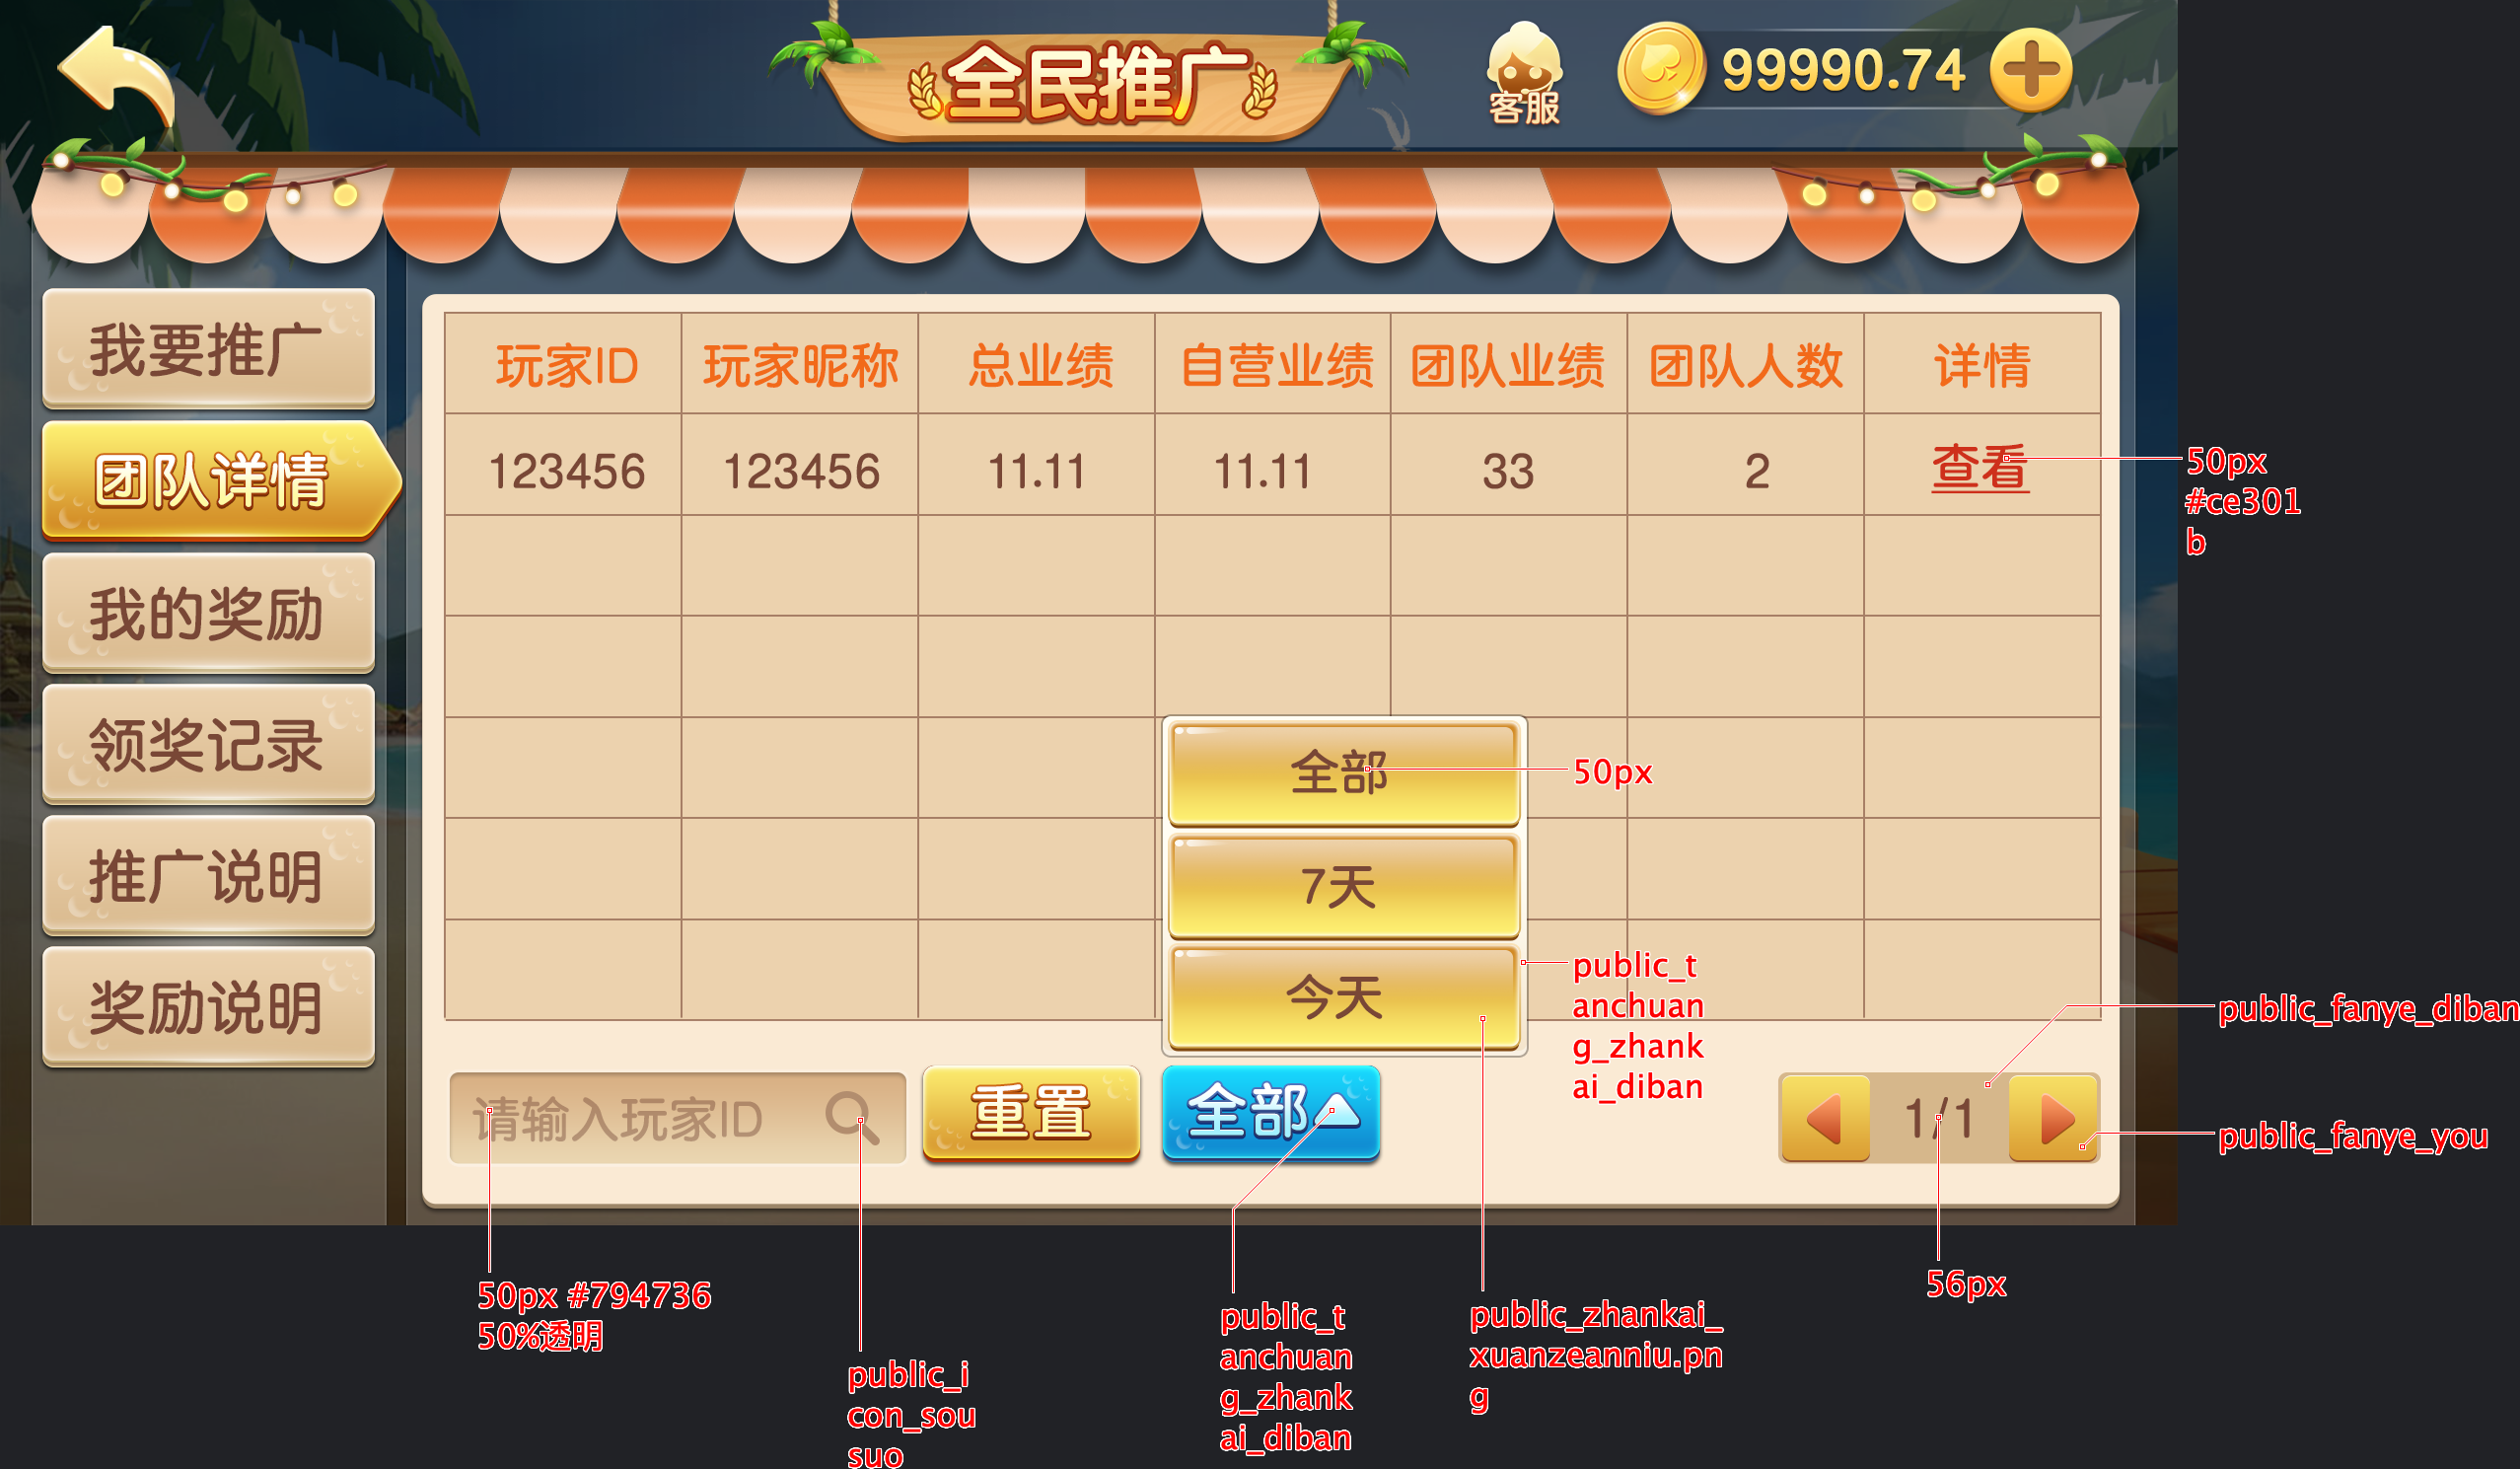 全民推广
客服
99990.74
我要推广
团队详情
我的奖励
领奖记录
推广说明
奖励说明
玩家ID 玩家昵称 总业绩 自营业绩 团队业绩 团队人数 详情
123456 123456 11.11 11.11 33 2 查看
50px
#ce301
b
全部
50px
7天
今天
public_t
anchuan
g_zhank
ai_diban
public_fanye_diban
请输入玩家ID
重置
全部
1/1
public_fanye_you
50px #794736
50%透明
public_i
con_sou
suo
public_t
anchuan
g_zhank
ai_diban
public_zhankai_
xuanzeanniu.pn
g
56px